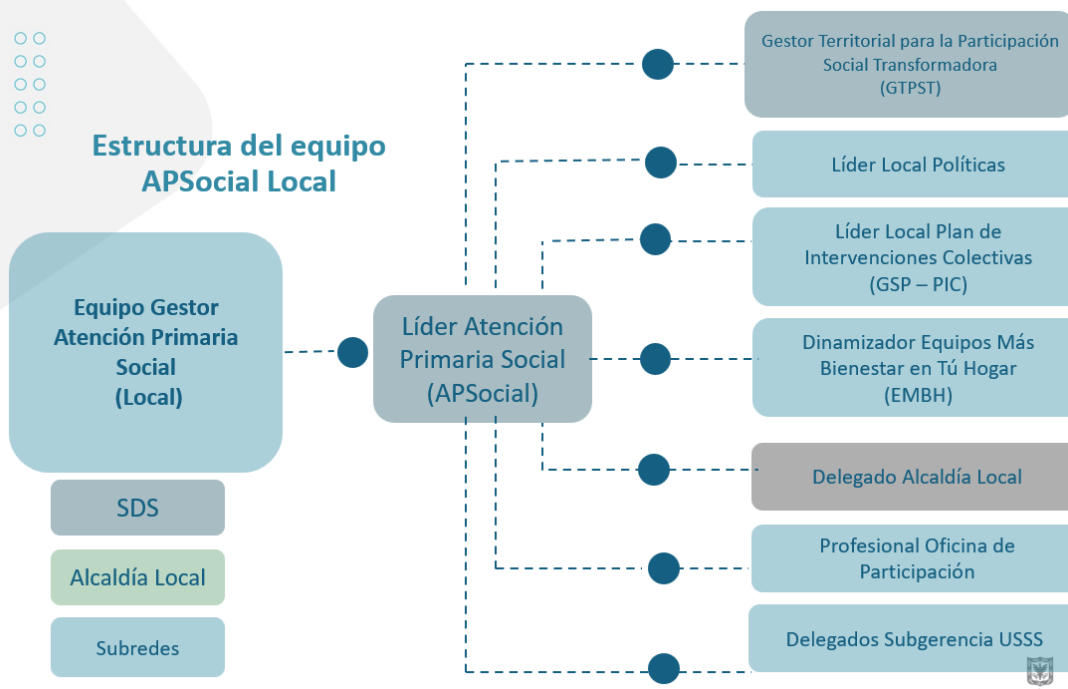 Estructura del equipo
APSocial Local
Equipo Gestor
Atención Primaria
Social
(Local)
SDS
Alcaldía Local
Subredes
Líder Atención
Primaria Social
(APSocial)
Gestor Territorial para la Participación
Social Transformadora
(GTPST)
Líder Local Políticas
Líder Local Plan de
Intervenciones Colectivas
(GSP – PIC)
Dinamizador Equipos Más
Bienestar en Tú Hogar
(EMBH)
Delegado Alcaldía Local
Profesional Oficina de
Participación
Delegados Subgerencia USSS